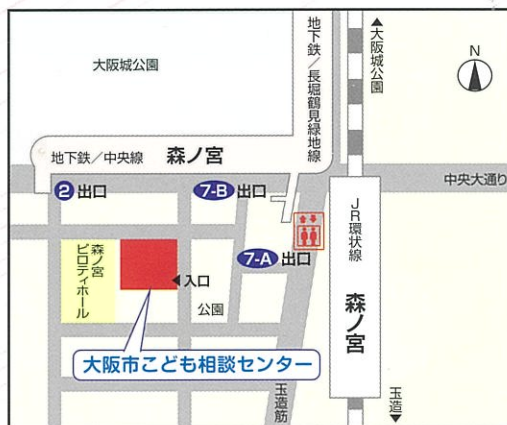 大阪城公園
地下鉄/長堀鶴見緑地線
▲大阪城公園
N
地下鉄/中央線 森ノ宮
中央大通り
2 出口
7-B 出口
JR環状線
森ノ宮
森ノ宮
ピロティホール
7-A 出口
◀入口
公園
大阪市こども相談センター
玉造筋
玉造▼